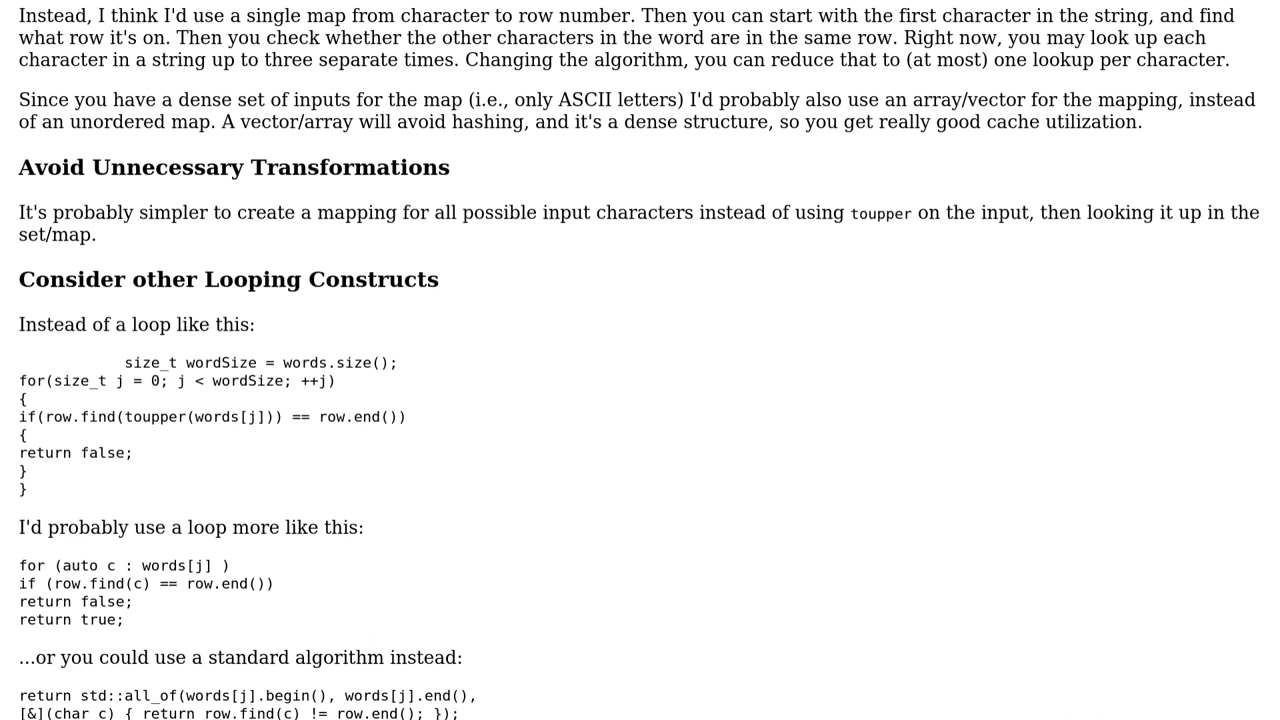 Instead, I think I'd use a single map from character to row number. Then you can start with the first character in the string, and find
what row it's on. Then you check whether the other characters in the word are in the same row. Right now, you may look up each
character in a string up to three separate times. Changing the algorithm, you can reduce that to (at most) one lookup per character.
Since you have a dense set of inputs for the map (i.e., only ASCII letters) I'd probably also use an array/vector for the mapping, instead
of an unordered map. A vector/array will avoid hashing, and it's a dense structure, so you get really good cache utilization.
Avoid Unnecessary Transformations
It's probably simpler to create a mapping for all possible input characters instead of using toupper on the input, then looking it up in the
set/map.
Consider other Looping Constructs
Instead of a loop like this:
size_t wordSize = words.size();
for(size_t j = 0; j < wordSize; ++j)
{
if(row.find(toupper(words[j])) == row.end())
{
return false;
}
}
I'd probably use a loop more like this:
for (auto c : words[j] )
if (row.find(c) == row.end())
return false;
return true;
...or you could use a standard algorithm instead:
return std::all_of(words[j].begin(), words[j].end(),
[&](char c) { return row.find(c) != row.end(); });